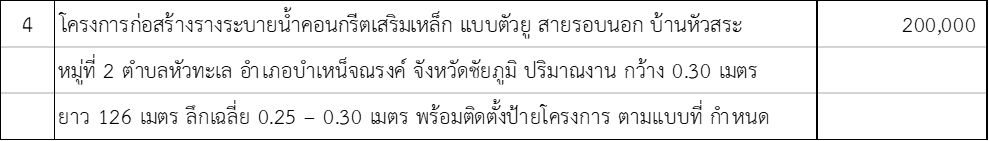 4 โครงการก่อสร้างรางระบายน้ำคอนกรีตเสริมเหล็ก แบบตัวยู สายรอบนอก บ้านหัวสระ 200,000
หมู่ที่ 2 ตำบลหัวทะเล อำเภอบำเหน็จณรงค์ จังหวัดชัยภูมิ ปริมาณงาน กว้าง 0.30 เมตร
ยาว 126 เมตร ลึกเฉลี่ย 0.25 – 0.30 เมตร พร้อมติดตั้งป้ายโครงการ ตามแบบที่ กำหนด